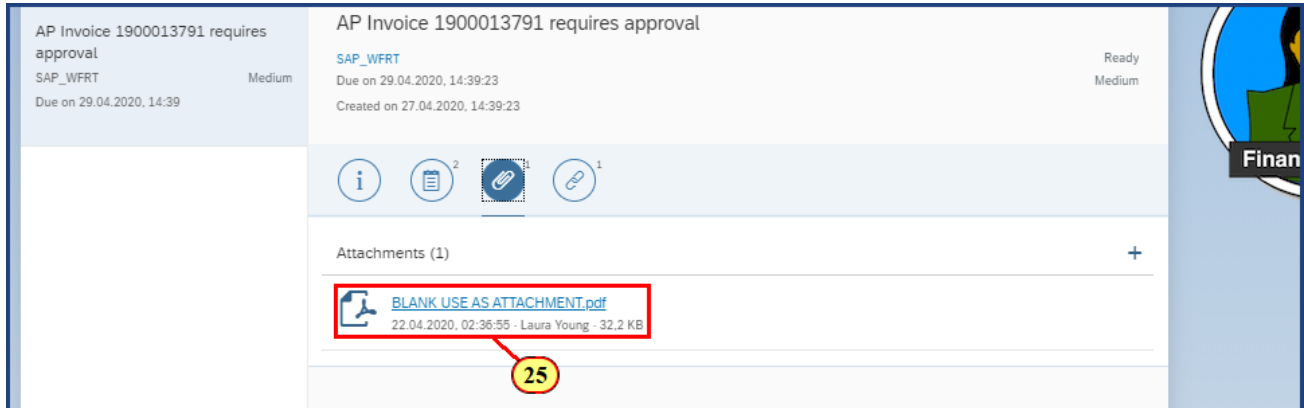 AP Invoice 1900013791 requires
approval
SAP_WFRT Medium
Due on 29.04.2020, 14:39
AP Invoice 1900013791 requires approval
SAP_WFRT Ready
Due on 29.04.2020, 14:39:23 Medium
Created on 27.04.2020, 14:39:23
i 2 1 1
Attachments (1) +
BLANK USE AS ATTACHMENT.pdf
22.04.2020, 02:36:55 · Laura Young · 32,2 KB
25
Finan